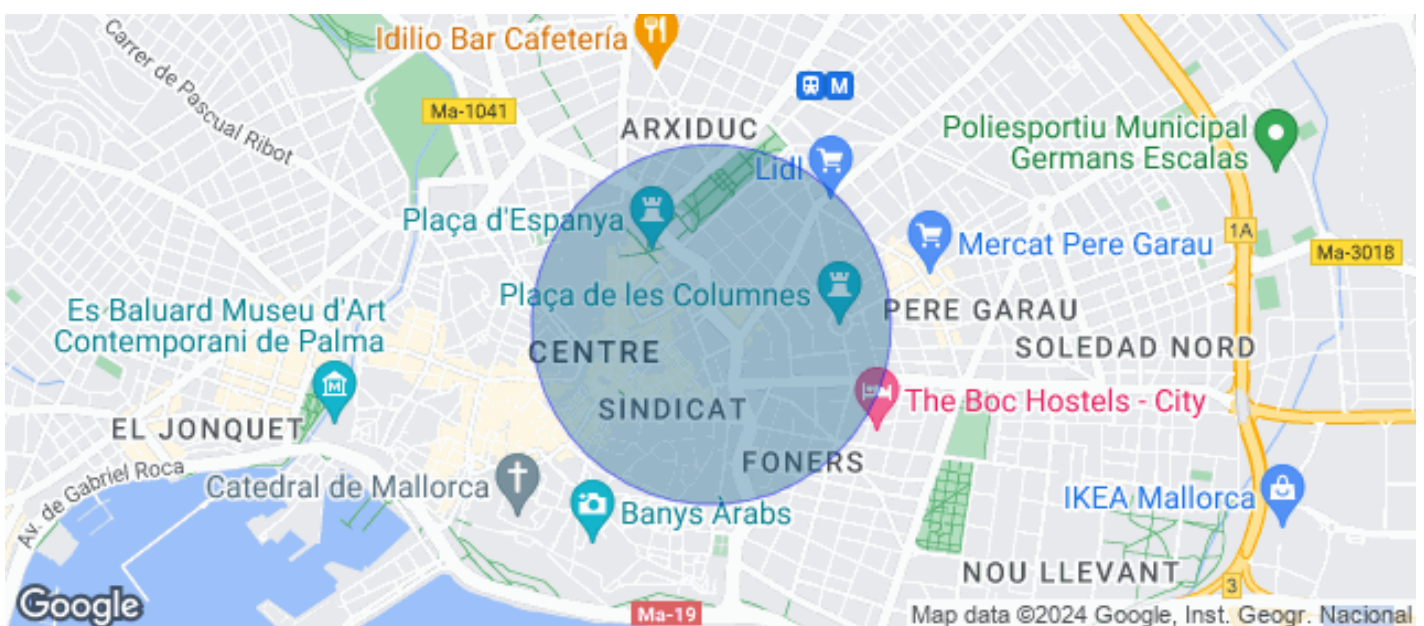 Idilio Bar Cafetería
Carrer de Pascual Ribot
M
Ma-1041
ARXIDUC
Poliesportiu Municipal
Germans Escalas
Lidl
Plaça d'Espanya
1A
Mercat Pere Garau
Ma-3018
Plaça de les Columnes
Es Baluard Museu d'Art
Contemporani de Palma
PERE GARAU
CENTRE
SOLEDAD NORD
M
SINDICAT
The Boc Hostels - City
EL JONQUET
FONERS
Av. de Gabriel Roca
Catedral de Mallorca
IKEA Mallorca
Banys Àrabs
NOU LLEVANT
3
Google
Ma-19
Map data ©2024 Google, Inst. Geogr. Nacional